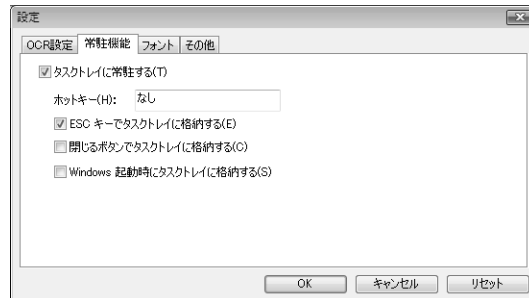 設定
OCR設定 常駐機能 フォント その他
タスクトレイに常駐する(T)
ホットキー(H): なし
ESC キーでタスクトレイに格納する(E)
閉じるボタンでタスクトレイに格納する(C)
Windows 起動時にタスクトレイに格納する(S)
OK キャンセル リセット